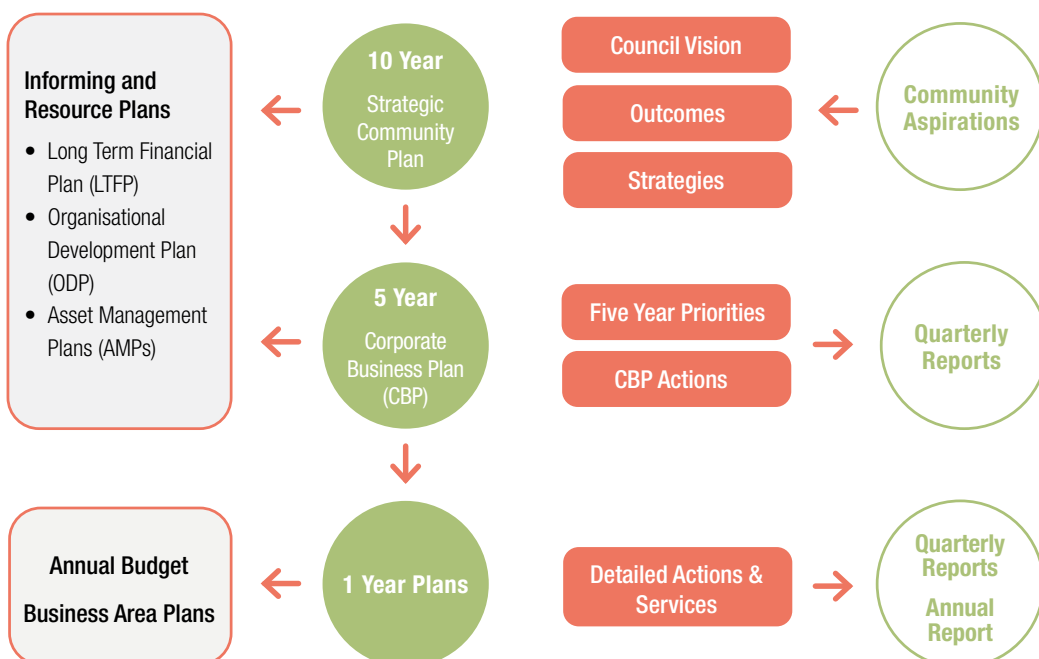 Informing and
Resource Plans
• Long Term Financial
Plan (LTFP)
• Organisational
Development Plan
(ODP)
• Asset Management
Plans (AMPs)
10 Year
Strategic
Community
Plan
Council Vision
Outcomes
Strategies
Community
Aspirations
5 Year
Corporate
Business Plan
(CBP)
Five Year Priorities
CBP Actions
Quarterly
Reports
Annual Budget
Business Area Plans
1 Year Plans
Detailed Actions &
Services
Quarterly
Reports
Annual
Report